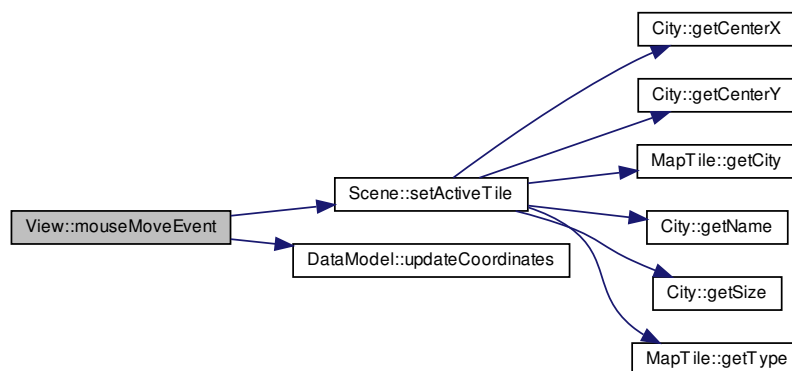 City::getCenterX
City::getCenterY
MapTile::getCity
Scene::setActiveTile
City::getName
View::mouseMoveEvent
DataModel::updateCoordinates
City::getSize
MapTile::getType